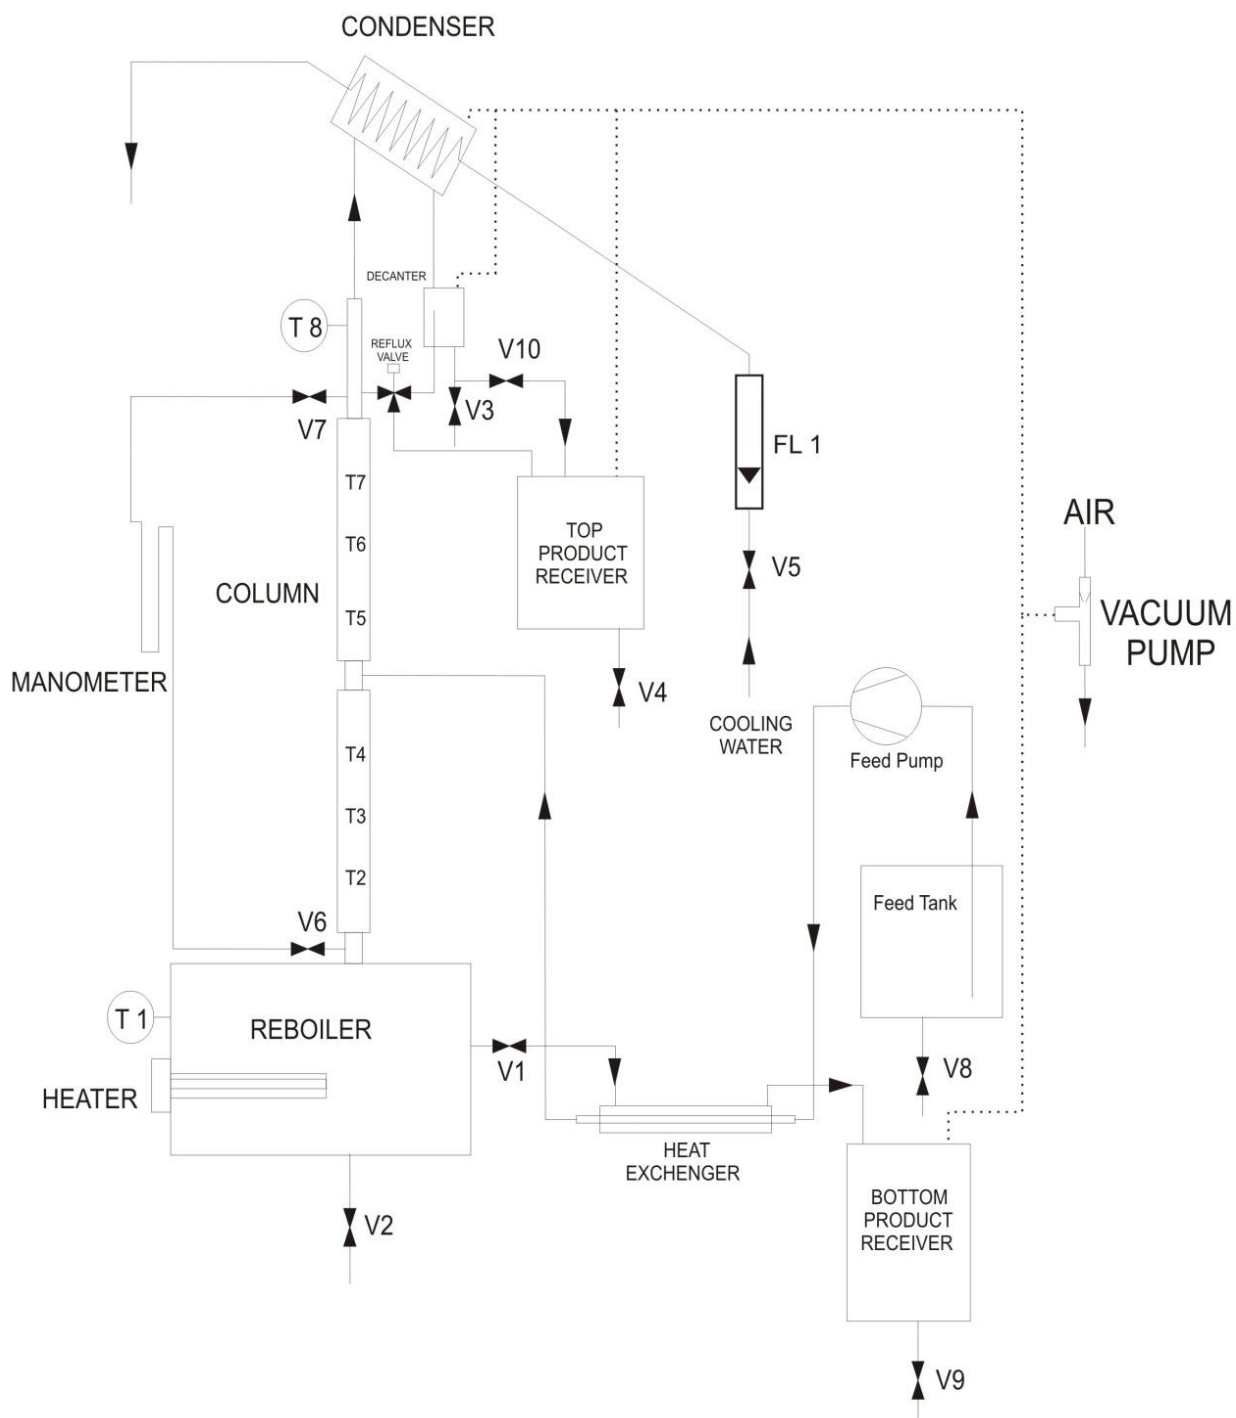 CONDENSER
DECANTER
T 8
REFLUX
VALVE
V10
V7
V3
FL 1
T7
T6
T5
COLUMN
TOP
PRODUCT
RECEIVER
V5
AIR
VACUUM
PUMP
MANOMETER
V4
COOLING
WATER
Feed Pump
T4
T3
T2
Feed Tank
V6
T 1
REBOILER
V1
V8
HEATER
HEAT
EXCHENGER
BOTTOM
PRODUCT
RECEIVER
V2
V9